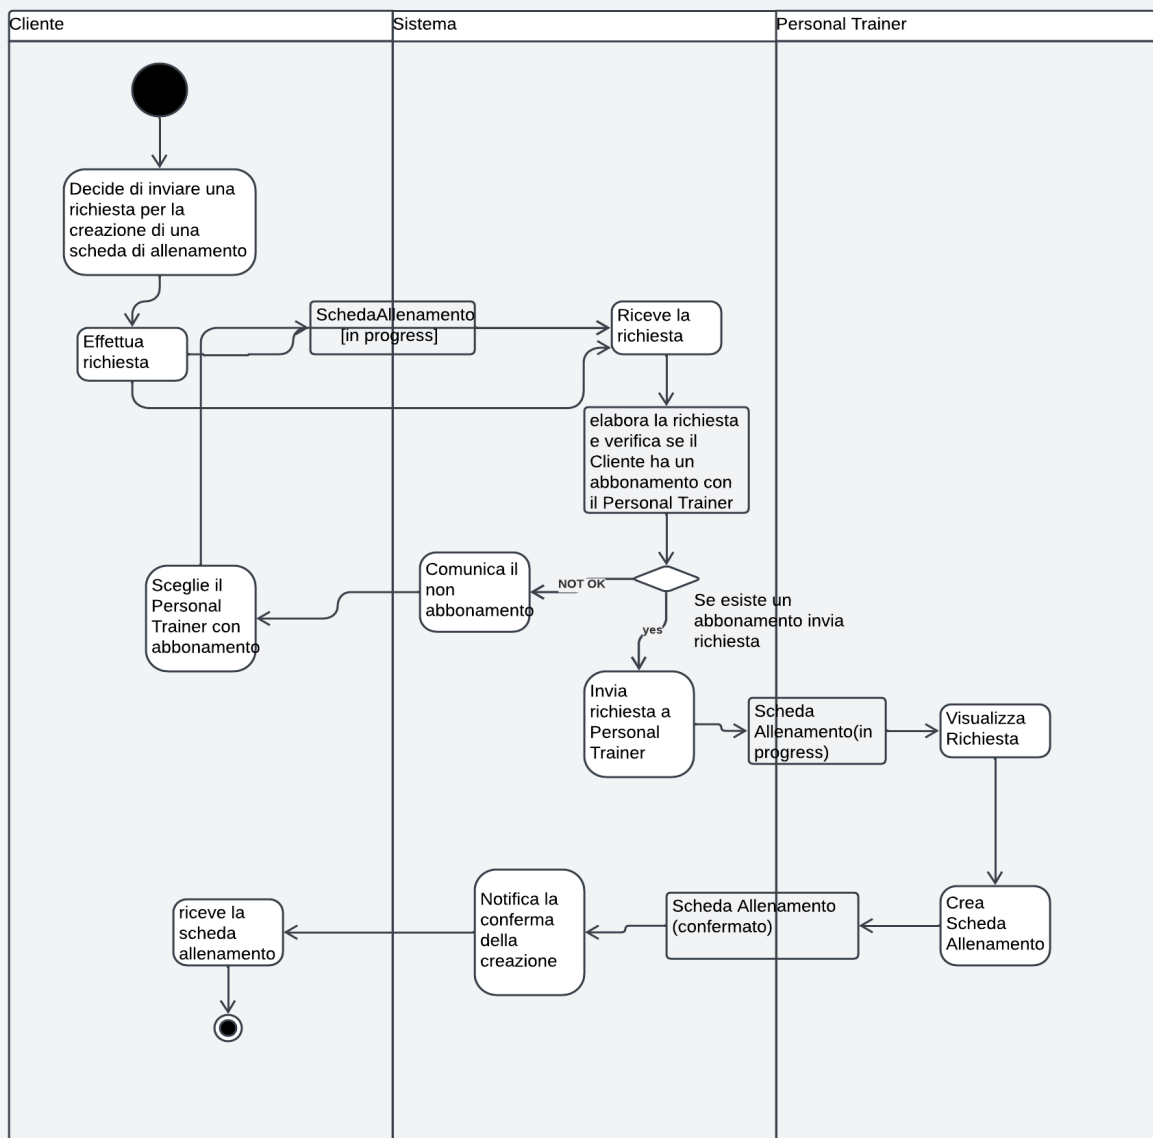 Cliente
Sistema
Personal Trainer
Decide di inviare una
richiesta per la
creazione di una
scheda di allenamento
Effettua
richiesta
SchedaAllenamento
[in progress]
Riceve la
richiesta
elabora la richiesta
e verifica se il
Cliente ha un
abbonamento con
il Personal Trainer
NOT OK
Comunica il
non
abbonamento
Sceglie il
Personal
Trainer con
abbonamento
yes
Se esiste un
abbonamento invia
richiesta
Invia
richiesta a
Personal
Trainer
Scheda
Allenamento(in
progress)
Visualizza
Richiesta
Crea
Scheda
Allenamento
Scheda Allenamento
(confermato)
Notifica la
conferma
della
creazione
riceve la
scheda
allenamento